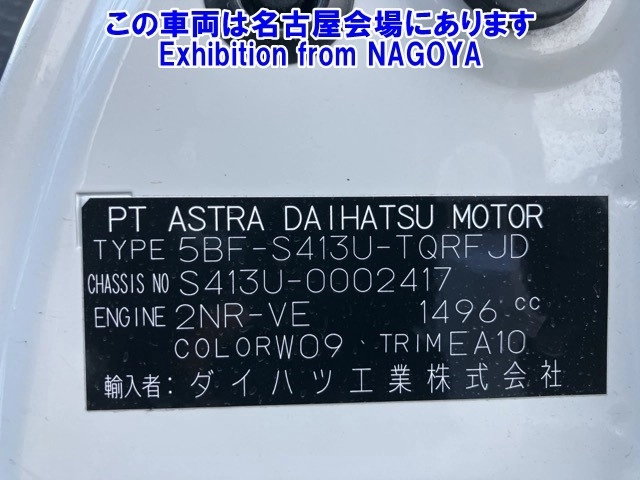 この車両は名古屋会場にあります
Exhibition from NAGOYA
PT ASTRA DAIHATSU MOTOR
TYPE 5BF-S413U-TQRFJD
CHASSIS NO S413U-0002417
ENGINE 2NR-VE 1496 cc
COLOR W09 TRIM EA10
輸入者：ダイハツ工業株式会社